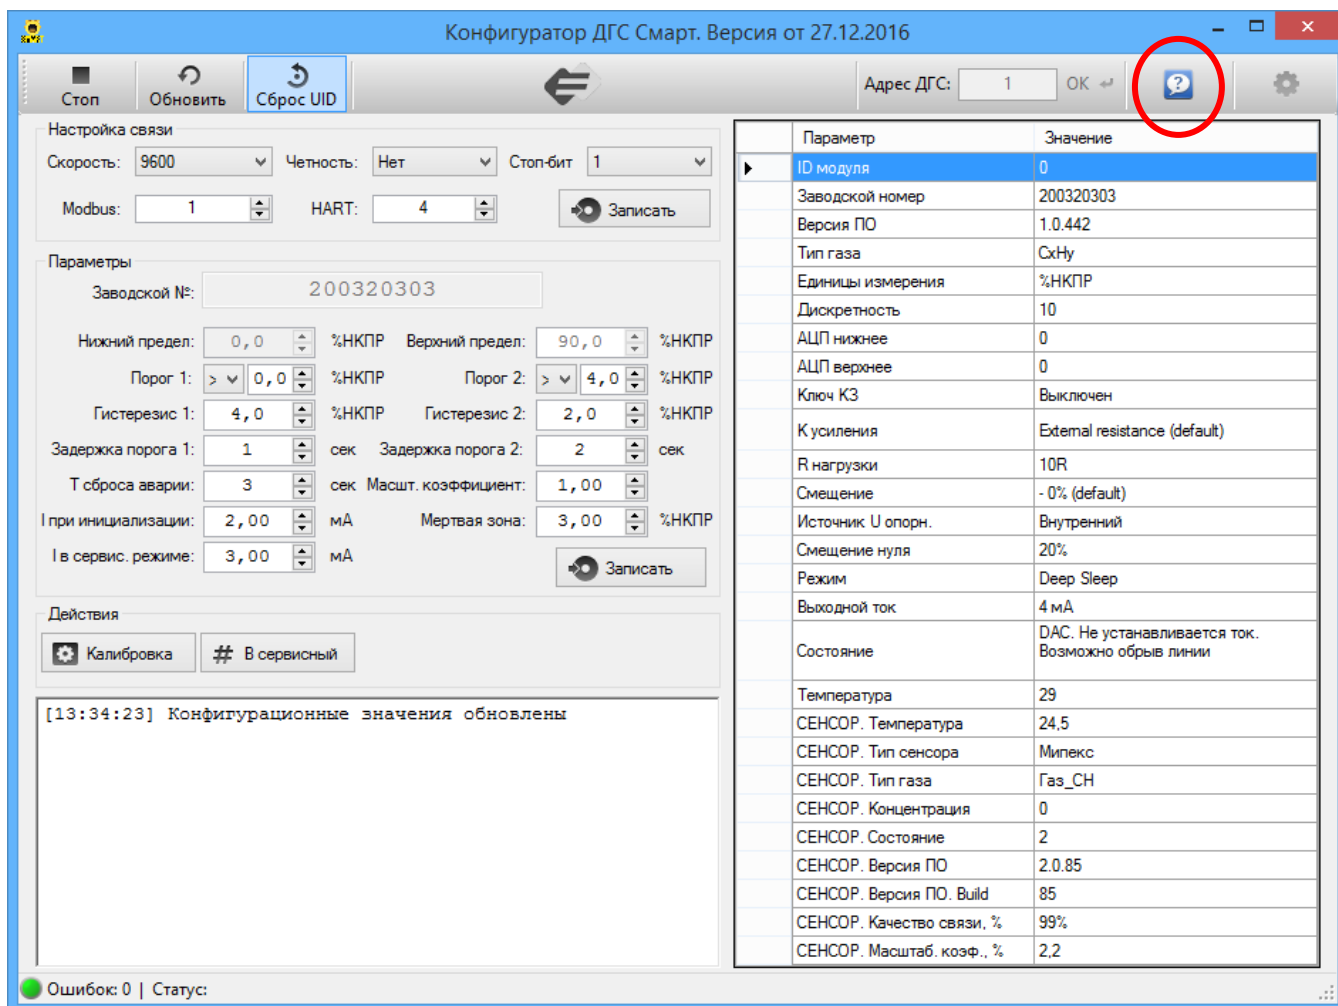 Конфигуратор ДГС Смарт. Версия от 27.12.2016
Стоп
Обновить
Сброс UID
Адрес ДГС:
1
OK
?
Настройка связи
Скорость: 9600 Четность: Нет Стоп-бит 1
Modbus: 1 HART: 4 Записать
Параметры
Заводской №: 200320303
Нижний предел: 0,0 %НКПР Верхний предел: 90,0 %НКПР
Порог 1: > 0,0 %НКПР Порог 2: > 4,0 %НКПР
Гистерезис 1: 4,0 %НКПР Гистерезис 2: 2,0 %НКПР
Задержка порога 1: 1 сек Задержка порога 2: 2 сек
Т сброса аварии: 3 сек Масшт. коэффициент: 1,00
I при инициализации: 2,00 мА Мертвая зона: 3,00 %НКПР
I в сервис. режиме: 3,00 мА
Записать
Действия
Калибровка
# В сервисный
[13:34:23] Конфигурационные значения обновлены
Параметр Значение
ID модуля 0
Заводской номер 200320303
Версия ПО 1.0.442
Тип газа CxHy
Единицы измерения %НКПР
Дискретность 10
АЦП нижнее 0
АЦП верхнее 0
Ключ КЗ Выключен
К усиления External resistance (default)
R нагрузки 10R
Смещение - 0% (default)
Источник U опорн. Внутренний
Смещение нуля 20%
Режим Deep Sleep
Выходной ток 4 мА
Состояние DAC. Не устанавливается ток.
Возможно обрыв линии
Температура 29
СЕНСОР. Температура 24,5
СЕНСОР. Тип сенсора Мипекс
СЕНСОР. Тип газа Газ_CH
СЕНСОР. Концентрация 0
СЕНСОР. Состояние 2
СЕНСОР. Версия ПО 2.0.85
СЕНСОР. Версия ПО. Build 85
СЕНСОР. Качество связи, % 99%
СЕНСОР. Масштаб. коэф., % 2,2
Ошибок: 0 | Статус: